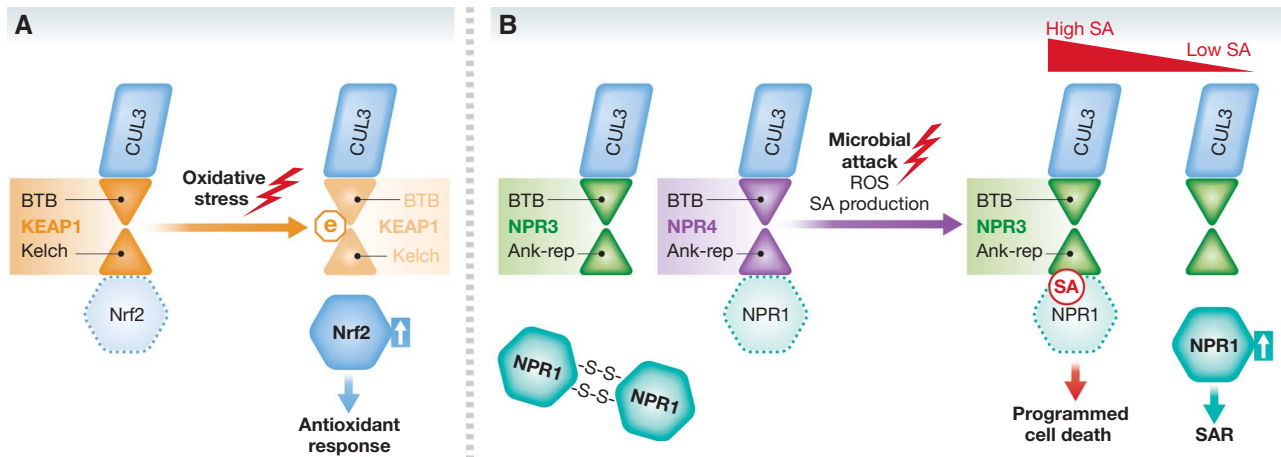 A
CUL3
BTB
KEAP1
Kelch
Nrf2
Oxidative
stress
CUL3
e
BTB
KEAP1
Kelch
Nrf2
Antioxidant
response
B
CUL3
BTB
NPR3
Ank-rep
CUL3
BTB
NPR4
Ank-rep
NPR1
NPR1
-S-S-
-S-S-
NPR1
Microbial
attack
ROS
SA production
High SA
Low SA
CUL3
BTB
NPR3
Ank-rep
SA
NPR1
Programmed
cell death
CUL3
NPR1
SAR